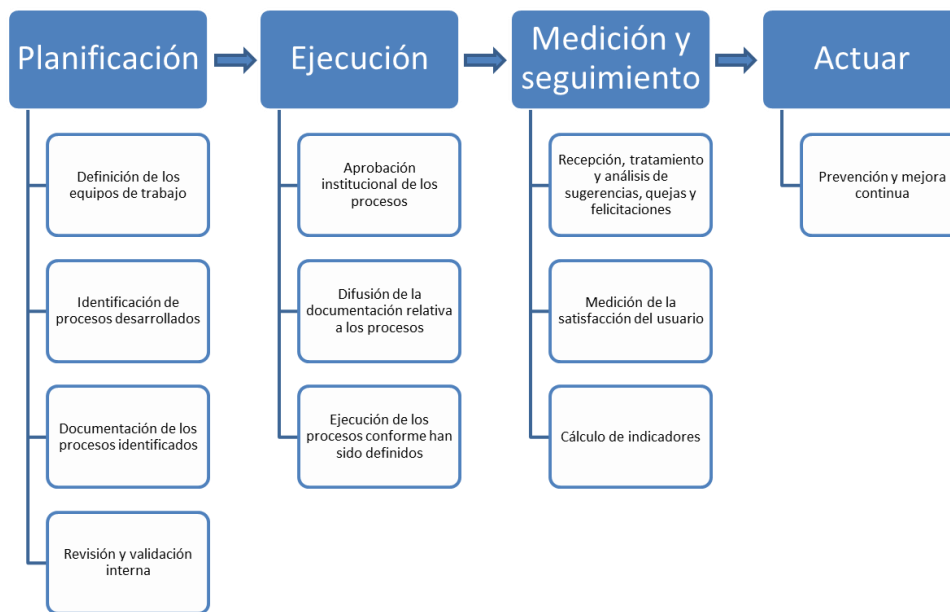 Planificación
Definición de los
equipos de trabajo
Identificación de
procesos desarrollados
Documentación de los
procesos identificados
Revisión y validación
interna
Ejecución
Aprobación
institucional de los
procesos
Difusión de la
documentación relativa
a los procesos
Ejecución de los
procesos conforme han
sido definidos
Medición y
seguimiento
Recepción, tratamiento
y análisis de
sugerencias, quejas y
felicitaciones
Medición de la
satisfacción del usuario
Cálculo de indicadores
Actuar
Prevención y mejora
continua